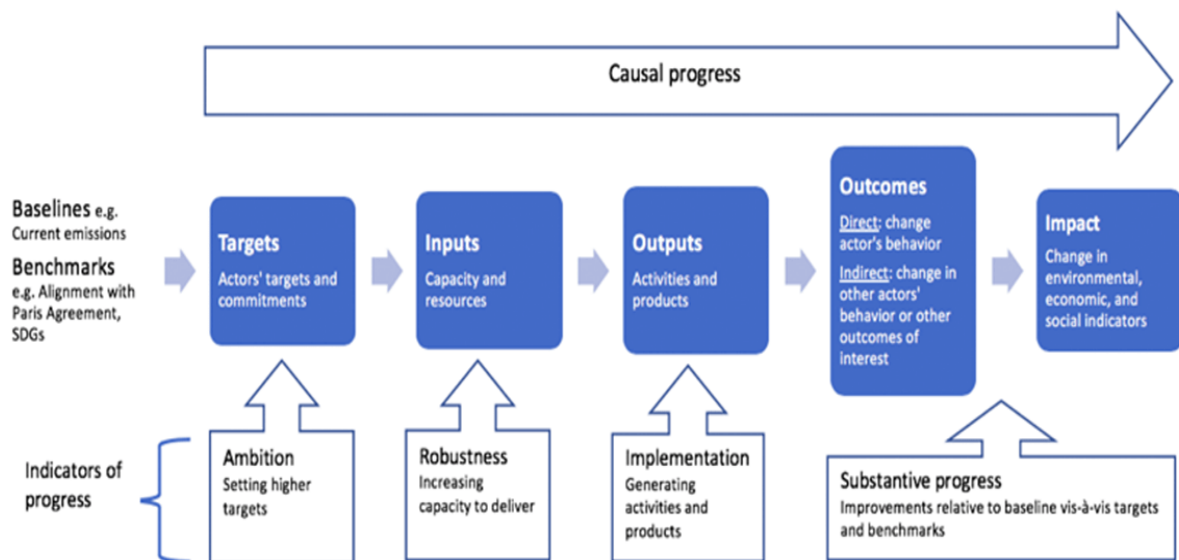 Causal progress
Baselines e.g.
Current emissions
Benchmarks
e.g. Alignment with
Paris Agreement,
SDGs
Targets
Actors' targets and
commitments
Inputs
Capacity and
resources
Outputs
Activities and
products
Outcomes
Direct: change
actor's behavior
Indirect: change in
other actors'
behavior or other
outcomes of
interest
Impact
Change in
environmental,
economic, and
social indicators
Indicators of
progress
Ambition
Setting higher
targets
Robustness
Increasing
capacity to deliver
Implementation
Generating
activities and
products
Substantive progress
Improvements relative to baseline vis-à-vis targets
and benchmarks